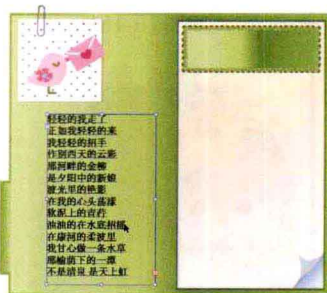 轻轻的我走了
正如我轻轻的来
我轻轻的招手
作别西天的云彩
那河畔的金柳
是夕阳中的新娘
波光里的艳影
在我的心头荡漾
软泥上的青荇
油油的在水底招摇
在康河的柔波里
我甘心做一条水草
那榆荫下的一潭
不是清泉 是天上虹